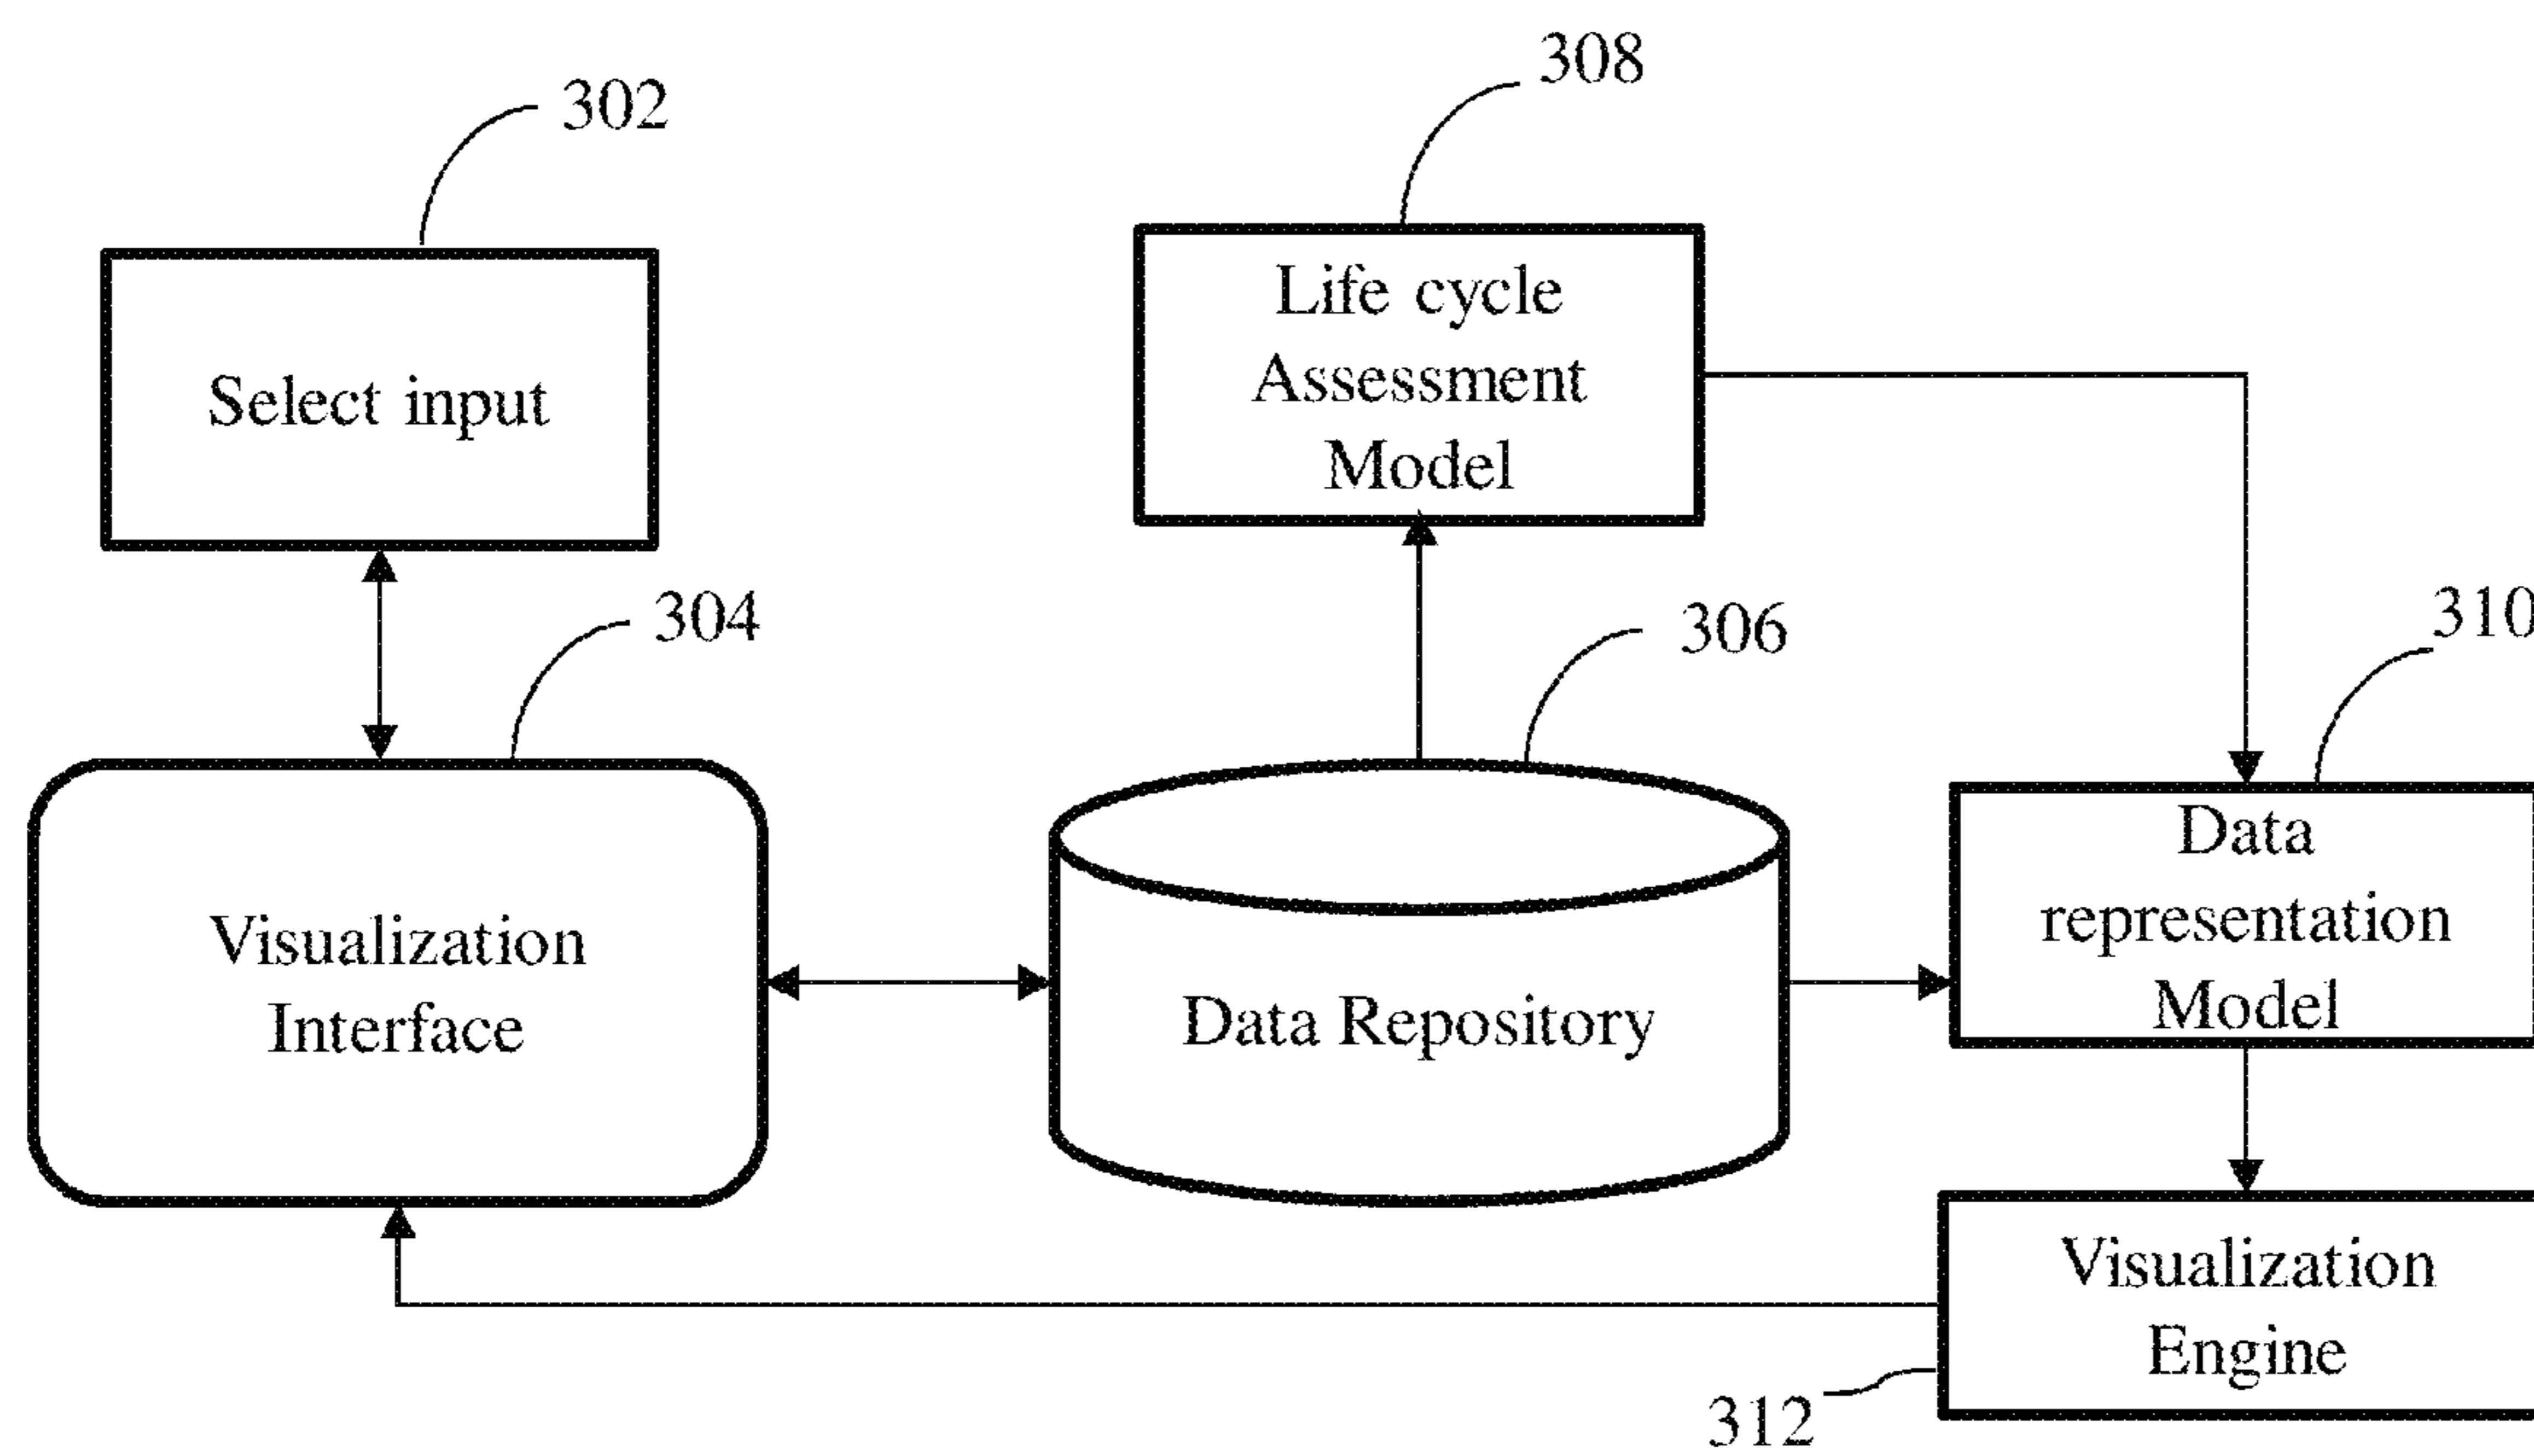 302
308
Select input
Life cycle
Assessment
Model
304
306
310
Visualization
Interface
Data Repository
Data
representation
Model
Visualization
Engine
312